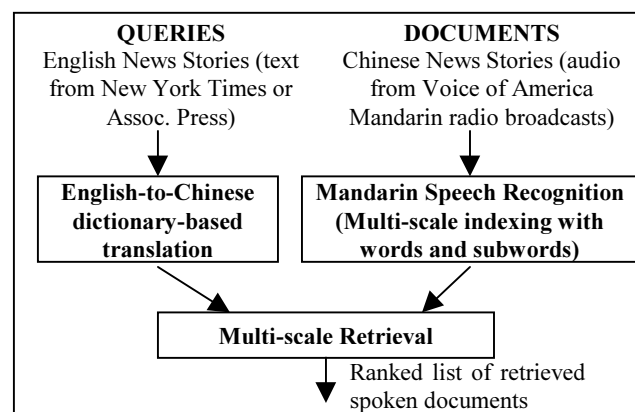 QUERIES
English News Stories (text
from New York Times or
Assoc. Press)
DOCUMENTS
Chinese News Stories (audio
from Voice of America
Mandarin radio broadcasts)
English-to-Chinese
dictionary-based
translation
Mandarin Speech Recognition
(Multi-scale indexing with
words and subwords)
Multi-scale Retrieval
Ranked list of retrieved
spoken documents